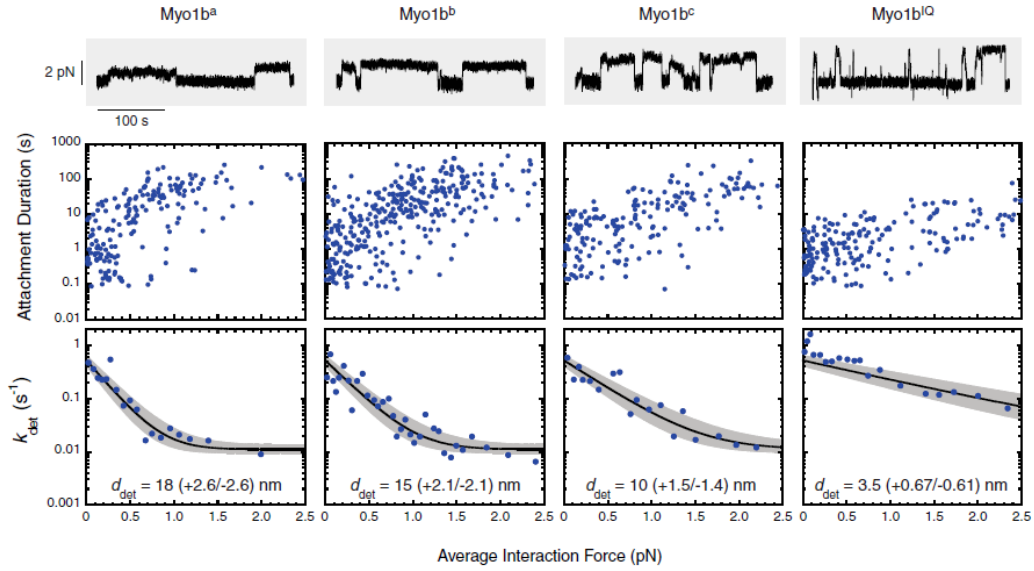 Myo1bᵃ Myo1bᵇ Myo1bᶜ Myo1bᴵQ
2 pN
100 s
Attachment Duration (s)
1000
100
10
1
0.1
0.01
k_det (s⁻¹)
1
0.1
0.01
0.001
d_det = 18 (+2.6/-2.6) nm d_det = 15 (+2.1/-2.1) nm d_det = 10 (+1.5/-1.4) nm d_det = 3.5 (+0.67/-0.61) nm
0 0.5 1.0 1.5 2.0 2.5 0 0.5 1.0 1.5 2.0 2.5 0 0.5 1.0 1.5 2.0 2.5 0 0.5 1.0 1.5 2.0 2.5
Average Interaction Force (pN)